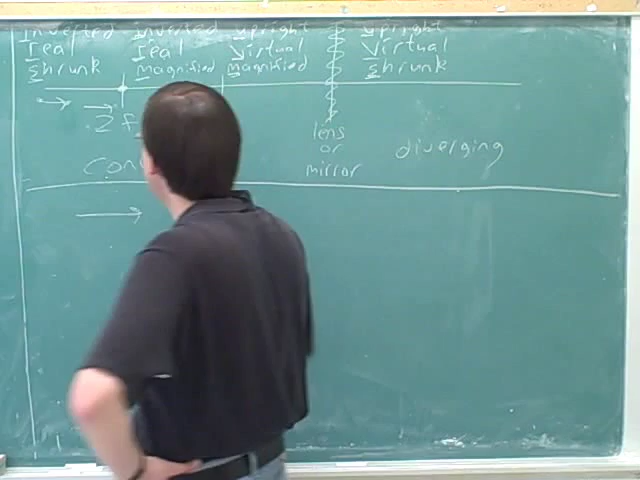 inverted inverted upright upright
real real Virtual Virtual
Shrunk magnified magnified Shrunk
2f
lens
or
mirror
diverging